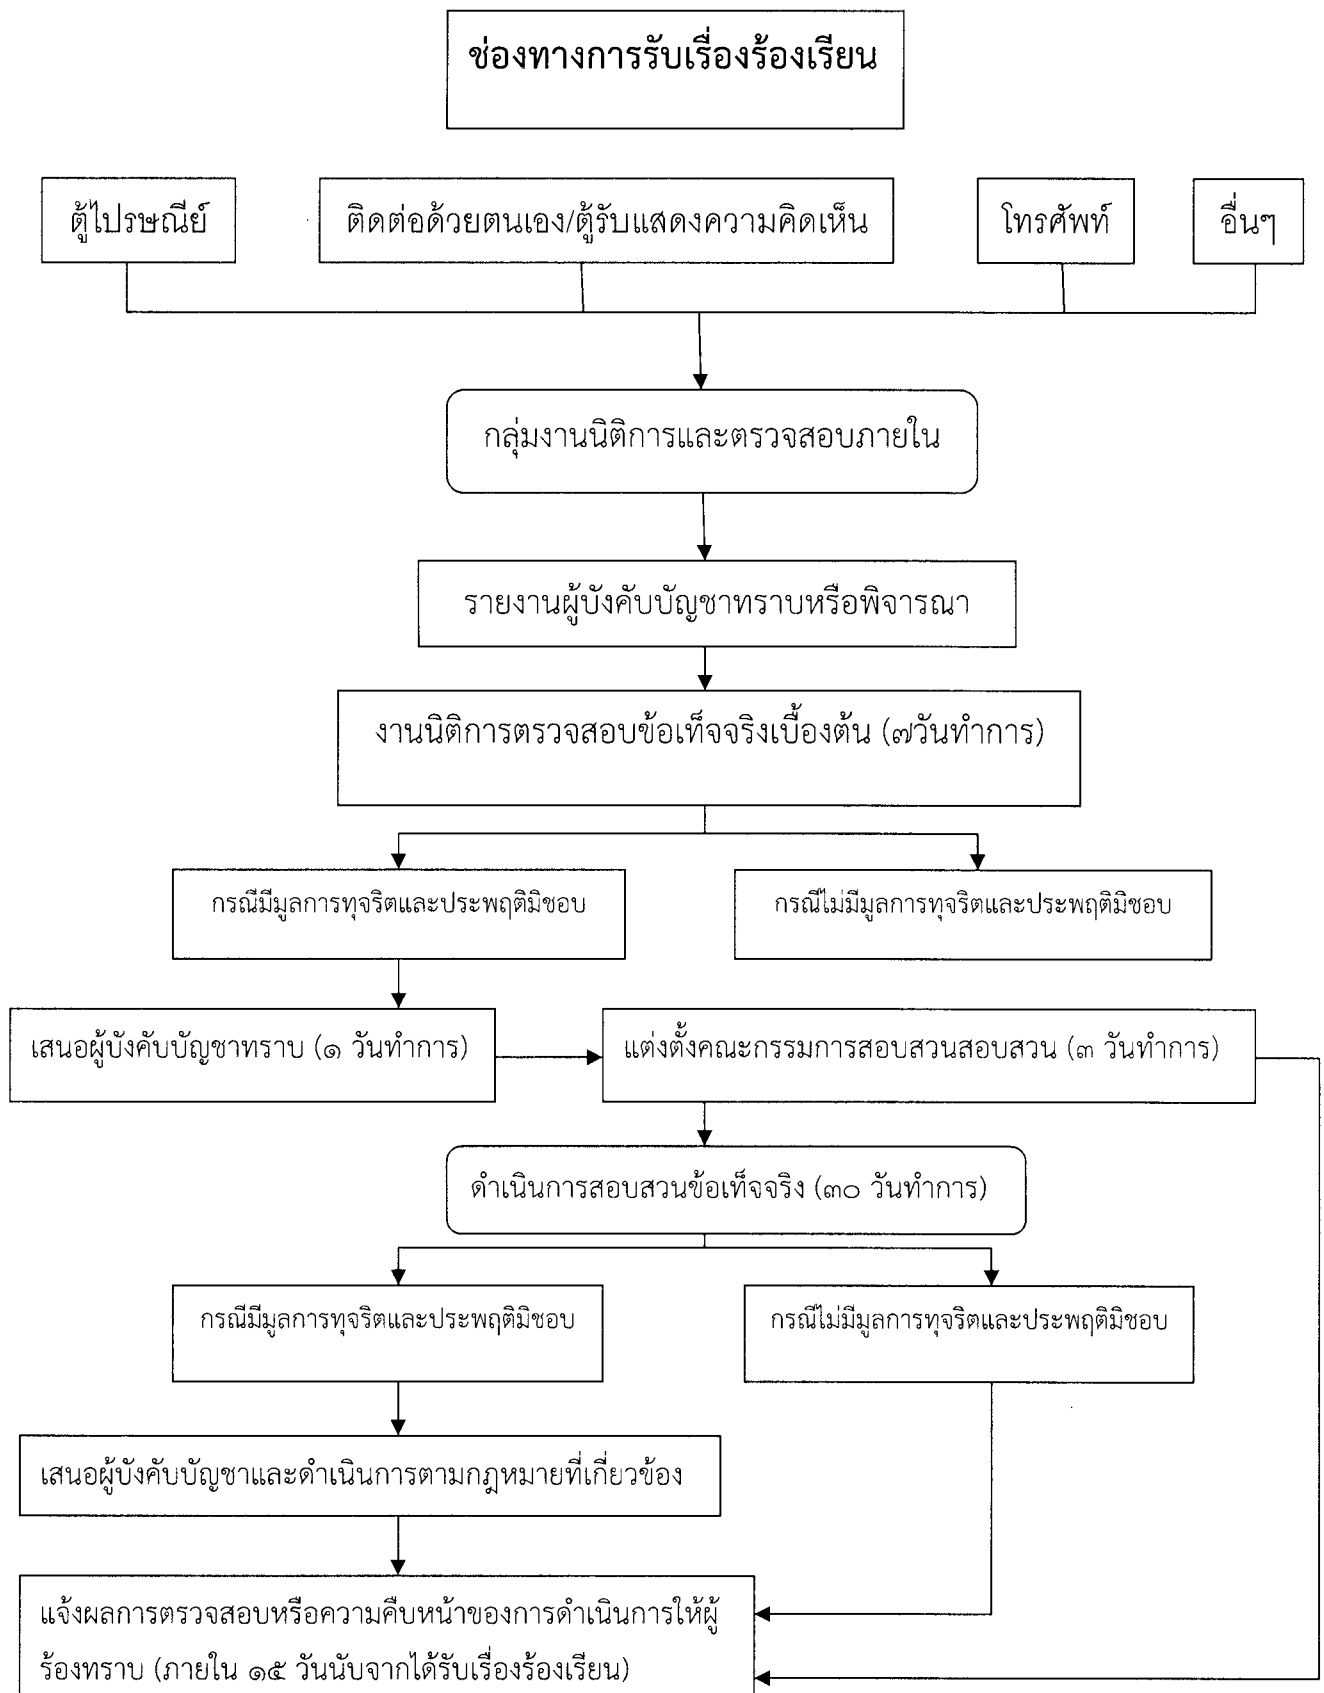 ช่องทางการรับเรื่องร้องเรียน
ตู้ไปรษณีย์
ติดต่อด้วยตนเอง/ตู้รับแสดงความคิดเห็น
โทรศัพท์
อื่นๆ
กลุ่มงานนิติการและตรวจสอบภายใน
รายงานผู้บังคับบัญชาทราบหรือพิจารณา
งานนิติการตรวจสอบข้อเท็จจริงเบื้องต้น (๗วันทำการ)
กรณีมีมูลการทุจริตและประพฤติมิชอบ
กรณีไม่มีมูลการทุจริตและประพฤติมิชอบ
เสนอผู้บังคับบัญชาทราบ (๑ วันทำการ)
แต่งตั้งคณะกรรมการสอบสวนสอบสวน (๓ วันทำการ)
ดำเนินการสอบสวนข้อเท็จจริง (๓๐ วันทำการ)
กรณีมีมูลการทุจริตและประพฤติมิชอบ
กรณีไม่มีมูลการทุจริตและประพฤติมิชอบ
เสนอผู้บังคับบัญชาและดำเนินการตามกฎหมายที่เกี่ยวข้อง
แจ้งผลการตรวจสอบหรือความคืบหน้าของการดำเนินการให้ผู้
ร้องทราบ (ภายใน ๑๕ วันนับจากได้รับเรื่องร้องเรียน)